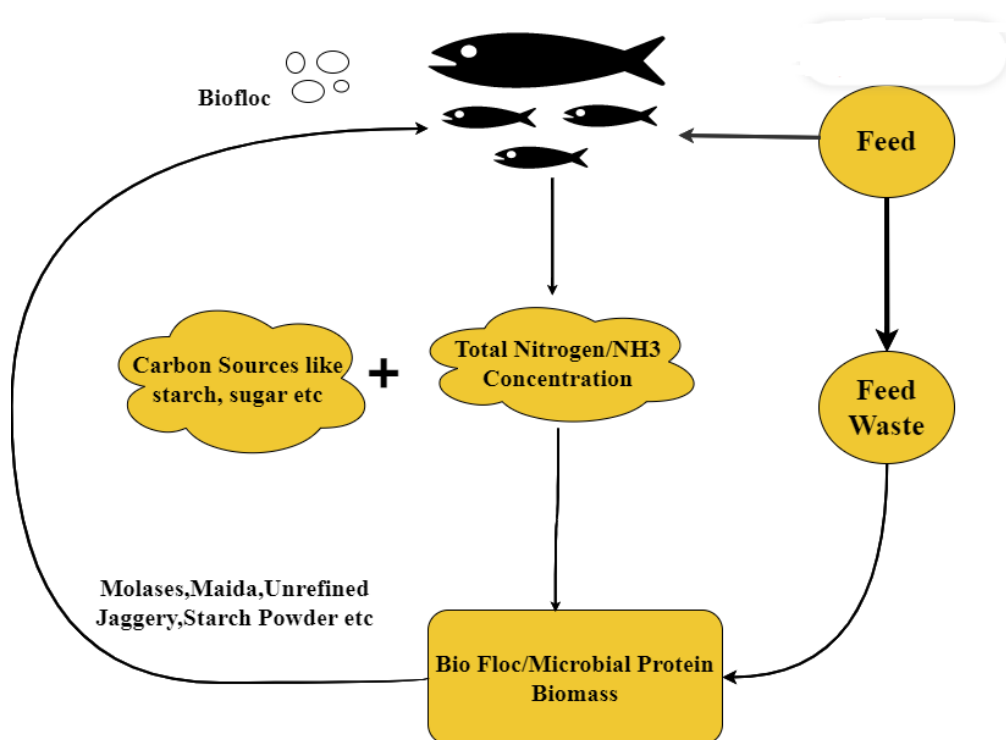 Biofloc
Feed
Carbon Sources like
starch, sugar etc
Total Nitrogen/NH3
Concentration
Feed
Waste
Molases,Maida,Unrefined
Jaggery,Starch Powder etc
Bio Floc/Microbial Protein
Biomass